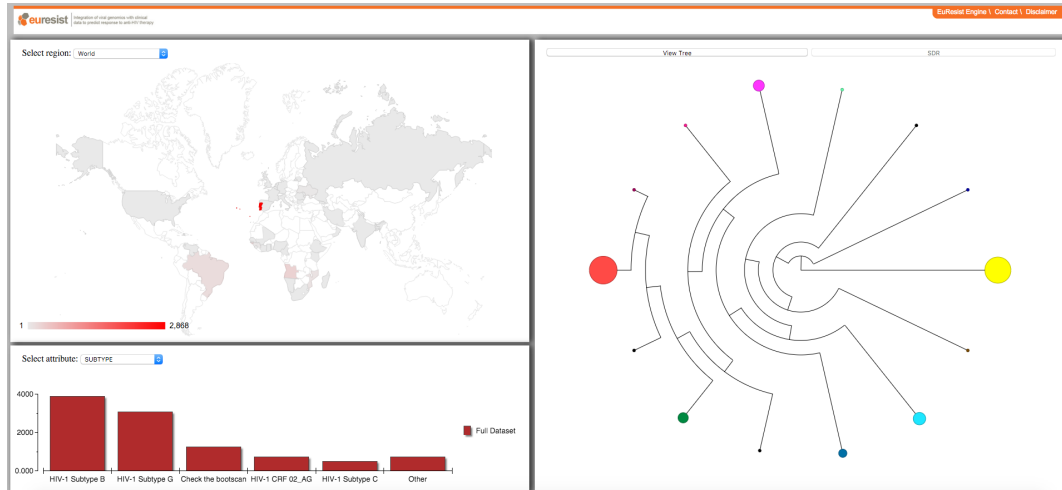 euresist
Integration of viral genomics with clinical
data to predict response to anti-HIV therapy.
EuResist Engine \ Contact \ Disclaimer
Select region: World
1 2,868
Select attribute: SUBTYPE
4000
2000
0.000
HIV-1 Subtype B HIV-1 Subtype G Check the bootscan HIV-1 CRF 02_AG HIV-1 Subtype C Other
Full Dataset
View Tree SDR